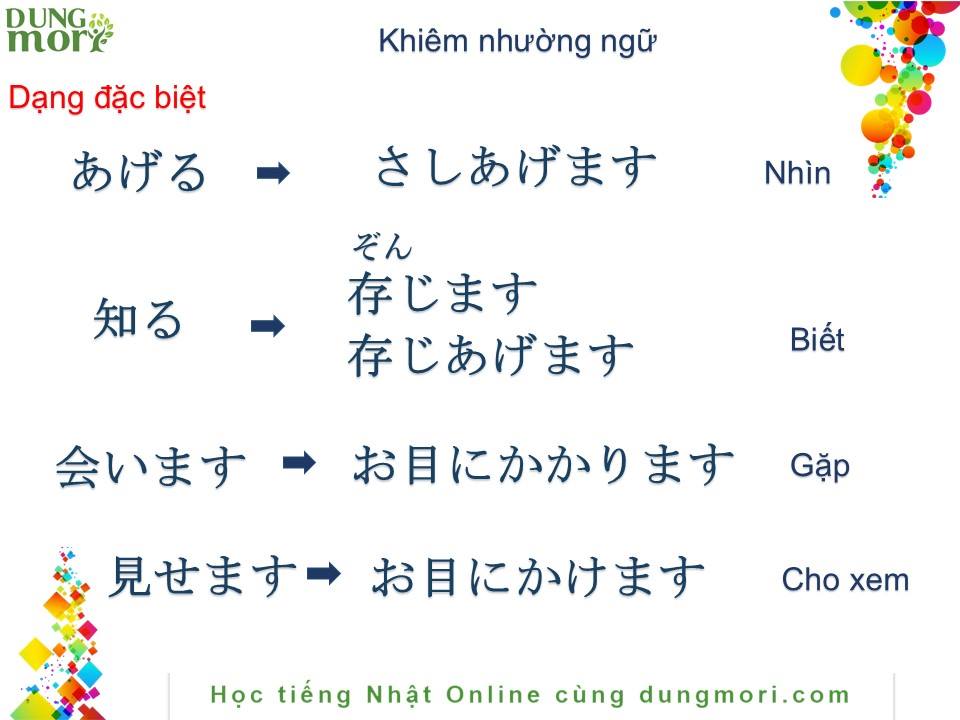 DUNG
mori
Khiêm nhường ngữ
Dạng đặc biệt
あげる ➡ さしあげます Nhìn
ぞん
知る ➡ 存じます
存じあげます Biết
会います ➡ お目にかかります Gặp
見せます ➡ お目にかけます Cho xem
Học tiếng Nhật Online cùng dungmori.com